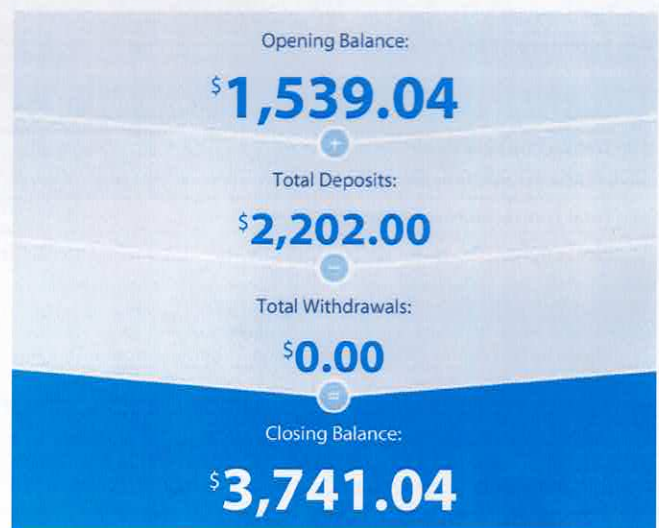 Opening Balance:
$1,539.04
+
Total Deposits:
$2,202.00
-
Total Withdrawals:
$0.00
=
Closing Balance:
$3,741.04